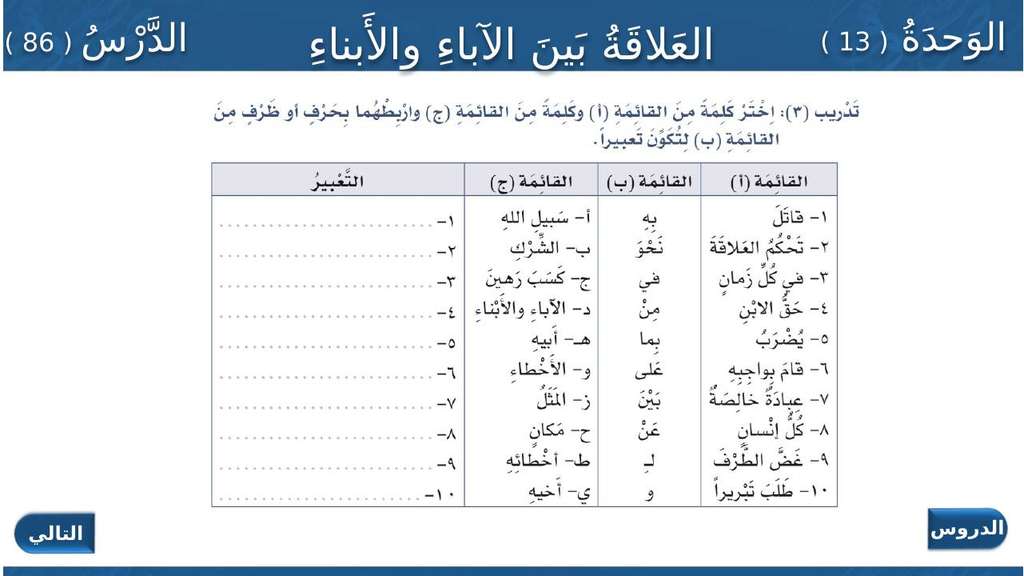 الوَحدَةُ ( 13 )
العَلاقَةُ بَينَ الآباءِ والأَبناءِ
الدَّرْسُ ( 86 )
تَدْريب (٣): اِخْتَرْ كَلِمَةً مِنَ القائِمَةِ (أ) وكَلِمَةً مِنَ القائِمَةِ (ج) وارْبِطْهُما بِحَرْفٍ أو ظَرْفٍ مِنَ
القائِمَةِ (ب) لِتُكَوِّنَ تَعبيراً.
القائِمَة (أ) القائِمَة (ب) القائِمَة (ج) التَّعْبيرُ
١- قاتَلَ بِهِ أ- سَبيلِ اللهِ ١- ..........................
٢- تَحْكُمُ العَلاقَةَ نَحْوَ ب- الشِّرْكِ ٢- ..........................
٣- في كُلِّ زَمانٍ في ج- كَسَبَ رَهينَ ٣- ..........................
٤- حَقُّ الابْنِ مِنْ د- الآباءِ والأَبْناءِ ٤- ..........................
٥- يُضْرَبُ بِما هـ- أَبيهِ ٥- ..........................
٦- قامَ بِواجِبِهِ عَلى و- الأَخْطاءِ ٦- ..........................
٧- عِبادَةٌ خالِصَةٌ بَيْنَ ز- المَثَلُ ٧- ..........................
٨- كُلُّ إنْسانٍ عَنْ ح- مَكانٍ ٨- ..........................
٩- غَضَّ الطَّرْفَ لـِ ط- أخْطائِهِ ٩- ..........................
١٠- طَلَبَ تَبْريراً و ي- أَخيهِ ١٠- ..........................
الدروس
التالي